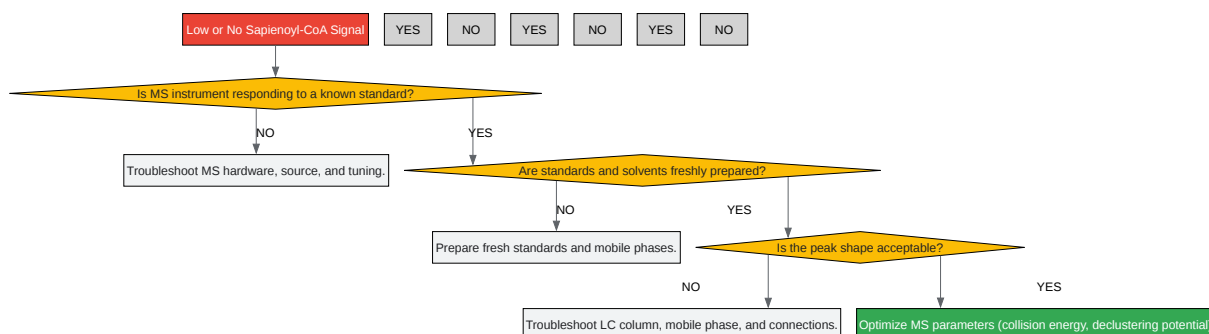 Low or No Sapienoyl-CoA Signal
YES
NO
YES
NO
YES
NO
Is MS instrument responding to a known standard?
NO
YES
Troubleshoot MS hardware, source, and tuning.
Are standards and solvents freshly prepared?
NO
YES
Prepare fresh standards and mobile phases.
Is the peak shape acceptable?
NO
YES
Troubleshoot LC column, mobile phase, and connections.
Optimize MS parameters (collision energy, declustering potential)